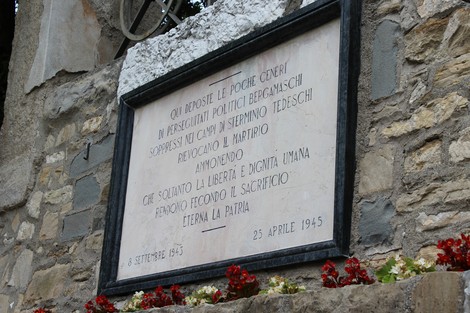 QUI DEPOSTE LE POCHE CENERI
DI PERSEGUITATI POLITICI BERGAMASCHI
SOPPRESSI NEI CAMPI DI STERMINIO TEDESCHI
RIEVOCANO IL MARTIRIO
AMMONENDO
CHE SOLTANTO LA LIBERTÀ E DIGNITÀ UMANA
RENDONO FECONDO IL SACRIFICIO
ETERNA LA PATRIA
8 SETTEMBRE 1943 25 APRILE 1945